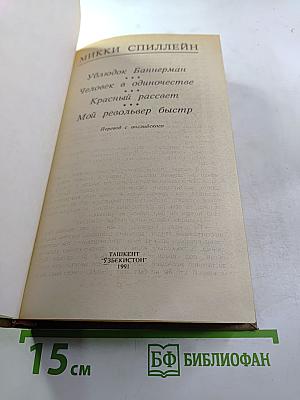 МИККИ СПИЛЛЕЙН
Ублюдок Баннерман
Человек в одиночестве
Красный рассвет
Мой револьвер быстр
Перевод с английского
ТАШКЕНТ
"ЎЗБЕКИСТОН"
1991
15 см
БФ БИБЛИОФАН